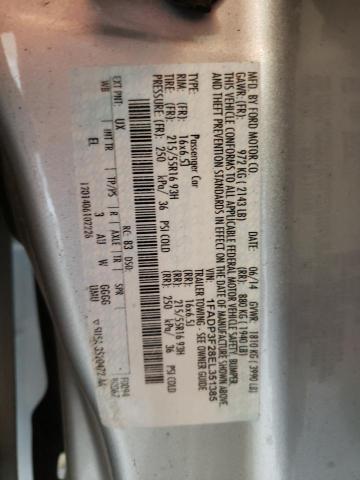 MFD. BY FORD MOTOR CO.
06/14 GVWR 1810 KG ( 3990 LB)
GAWR (FR): 972 KG ( 2143 LB) (RR): 880 KG ( 1940 LB)
THIS VEHICLE CONFORMS TO ALL APPLICABLE FEDERAL MOTOR VEHICLE SAFETY, BUMPER,
AND THEFT PREVENTION STANDARDS IN EFFECT ON THE DATE OF MANUFACTURE SHOWN ABOVE.
VIN: 1FADP3F28EL351385
TYPE: Passenger Car TRAILER TOWING - SEE OWNER GUIDE
RIM: (FR): 16x6.5J (RR): 16x6.5J
TIRE: (FR): 215/55R16 93H (RR): 215/55R16 93H
PRESSURE: (FR): 250 kPa/ 36 PSI COLD (RR): 250 kPa/ 36 PSI COLD
EXT PNT: UX RC: B3 DSO:
WB INT TR TP/PS R AXLE TR SPR
EL 3 AU W GGGG UMU